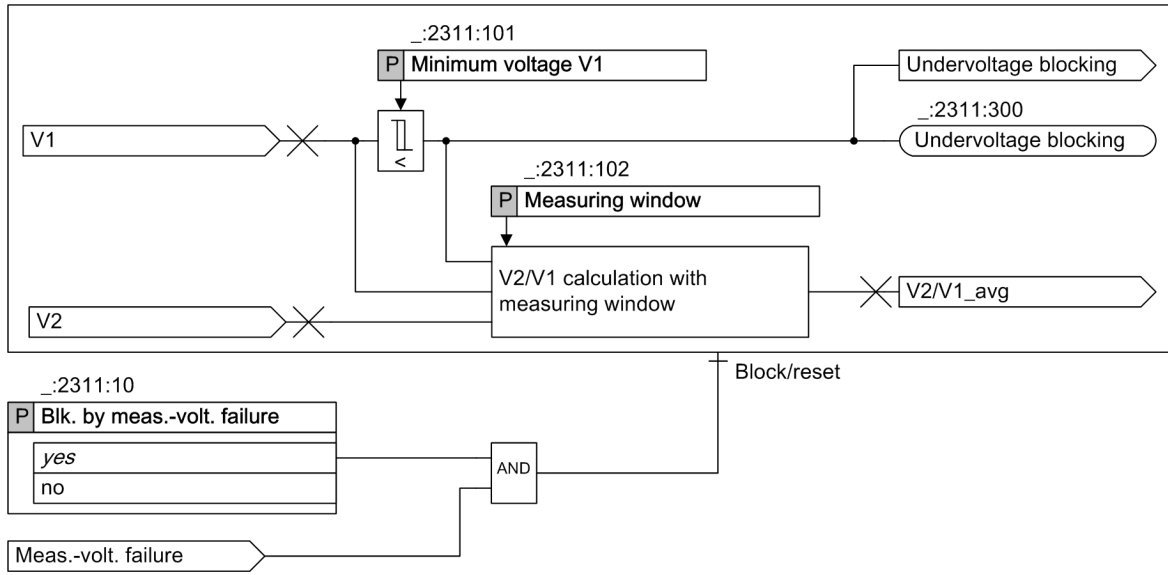 _:2311:101
P Minimum voltage V1
Undervoltage blocking
_:2311:300
V1
<
Undervoltage blocking
_:2311:102
P Measuring window
V2/V1 calculation with
measuring window
V2/V1_avg
V2
Block/reset
_:2311:10
P Blk. by meas.-volt. failure
yes
AND
no
Meas.-volt. failure